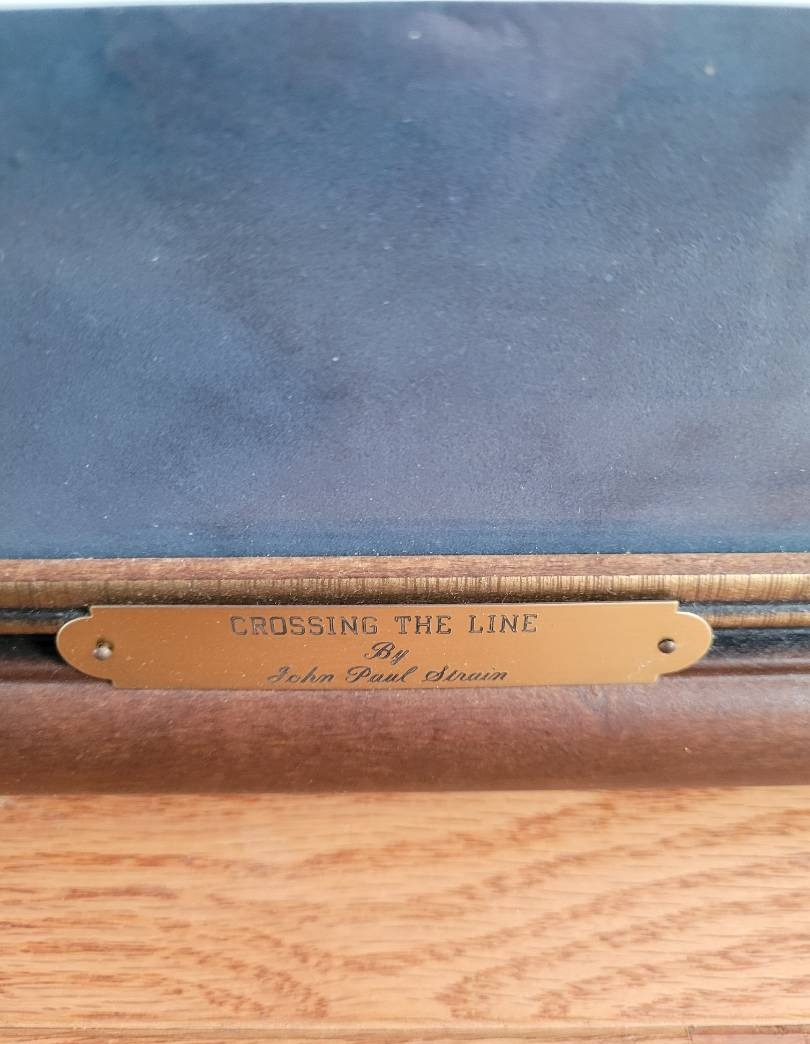 CROSSING THE LINE
By
John Paul Strain